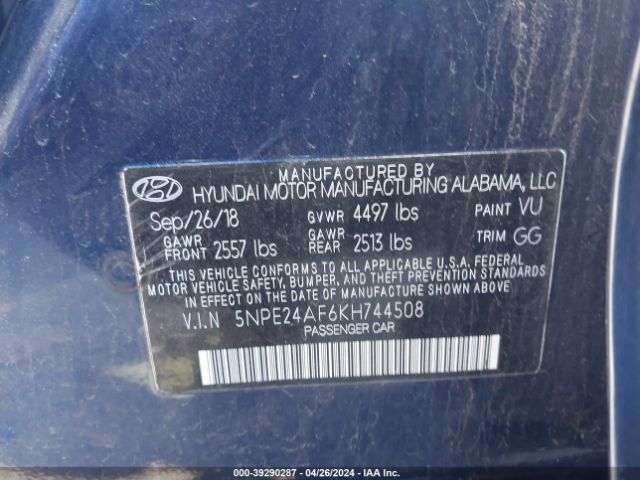 MANUFACTURED BY
HYUNDAI MOTOR MANUFACTURING ALABAMA, LLC
Sep/26/18 GVWR 4497 lbs PAINT VU
GAWR FRONT 2557 lbs GAWR REAR 2513 lbs TRIM GG
THIS VEHICLE CONFORMS TO ALL APPLICABLE U.S.A. FEDERAL
MOTOR VEHICLE SAFETY, BUMPER, AND THEFT PREVENTION STANDARDS
IN EFFECT ON THE DATE OF MANUFACTURE SHOWN ABOVE.
V.I.N 5NPE24AF6KH744508
PASSENGER CAR
000-39290287 - 04/26/2024 - IAA Inc.